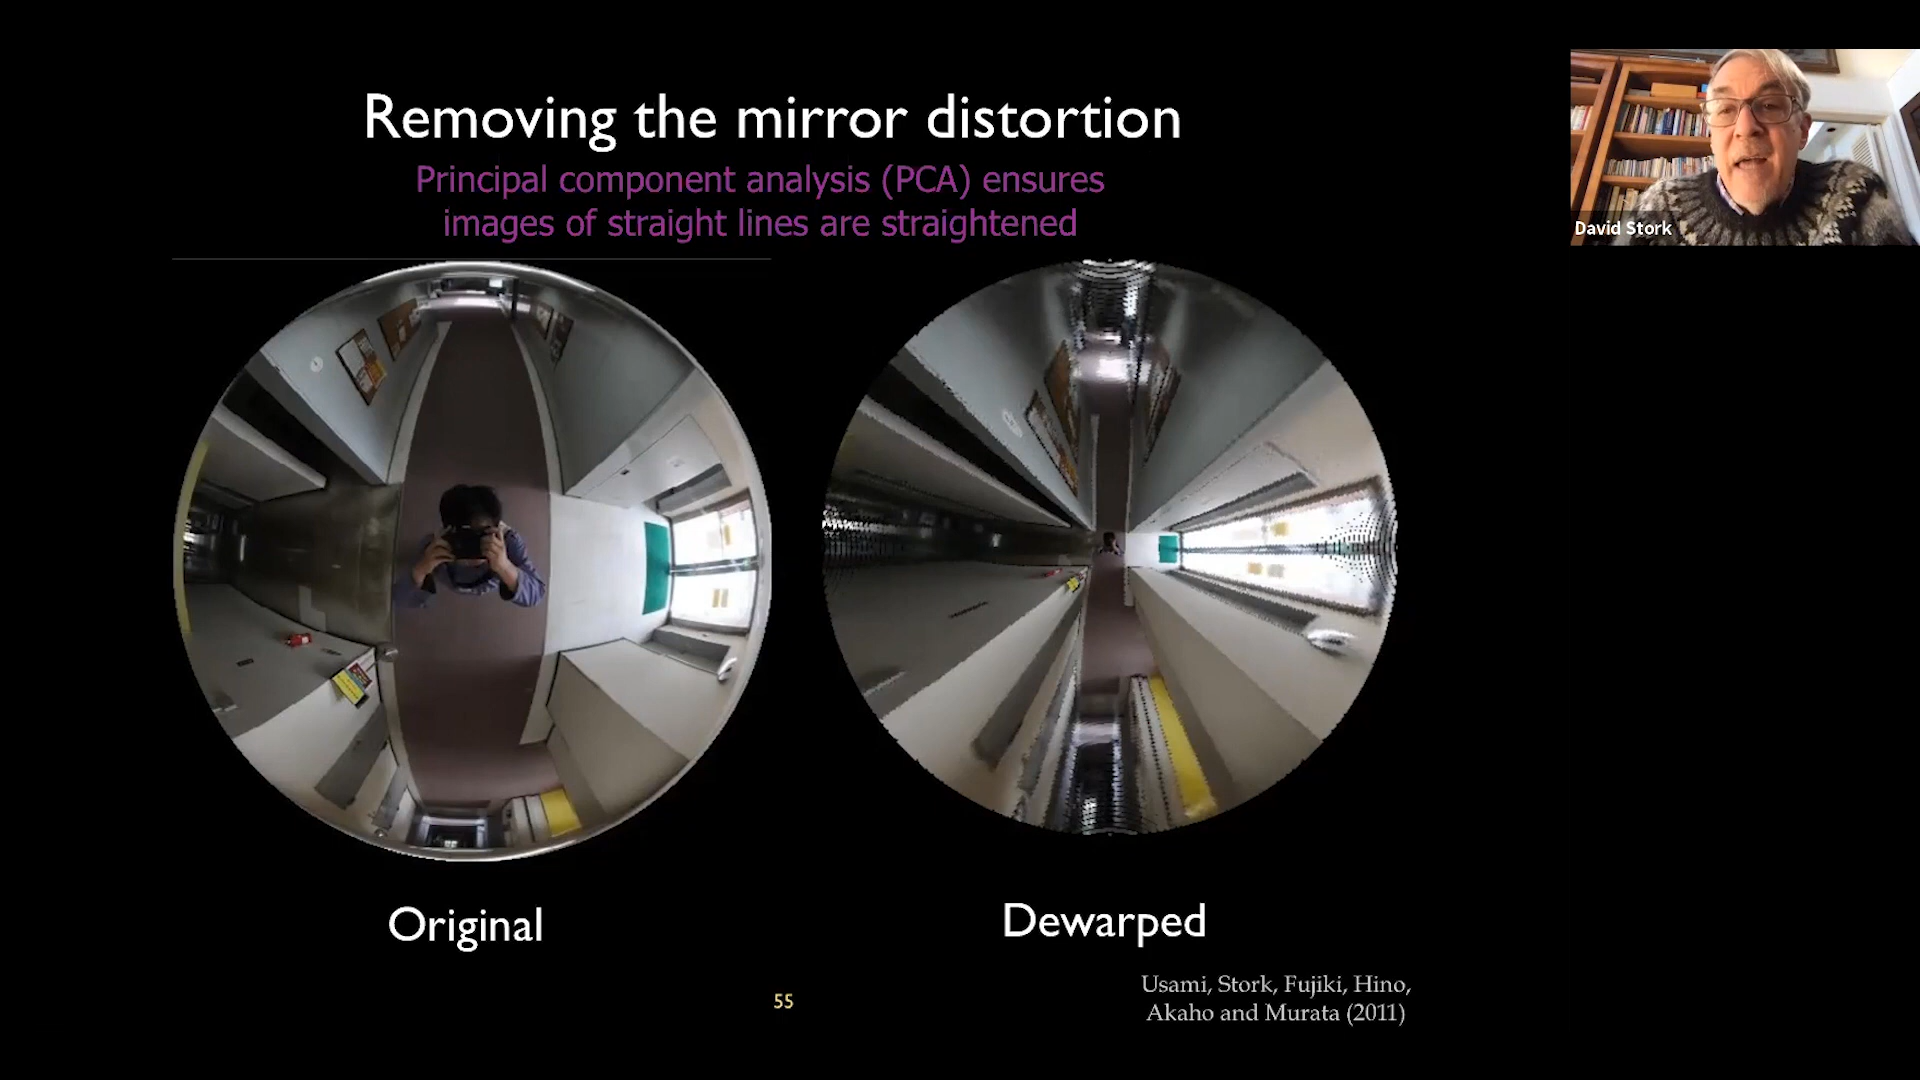 Removing the mirror distortion
Principal component analysis (PCA) ensures
images of straight lines are straightened
David Stork
Original
Dewarped
55
Usami, Stork, Fujiki, Hino,
Akaho and Murata (2011)